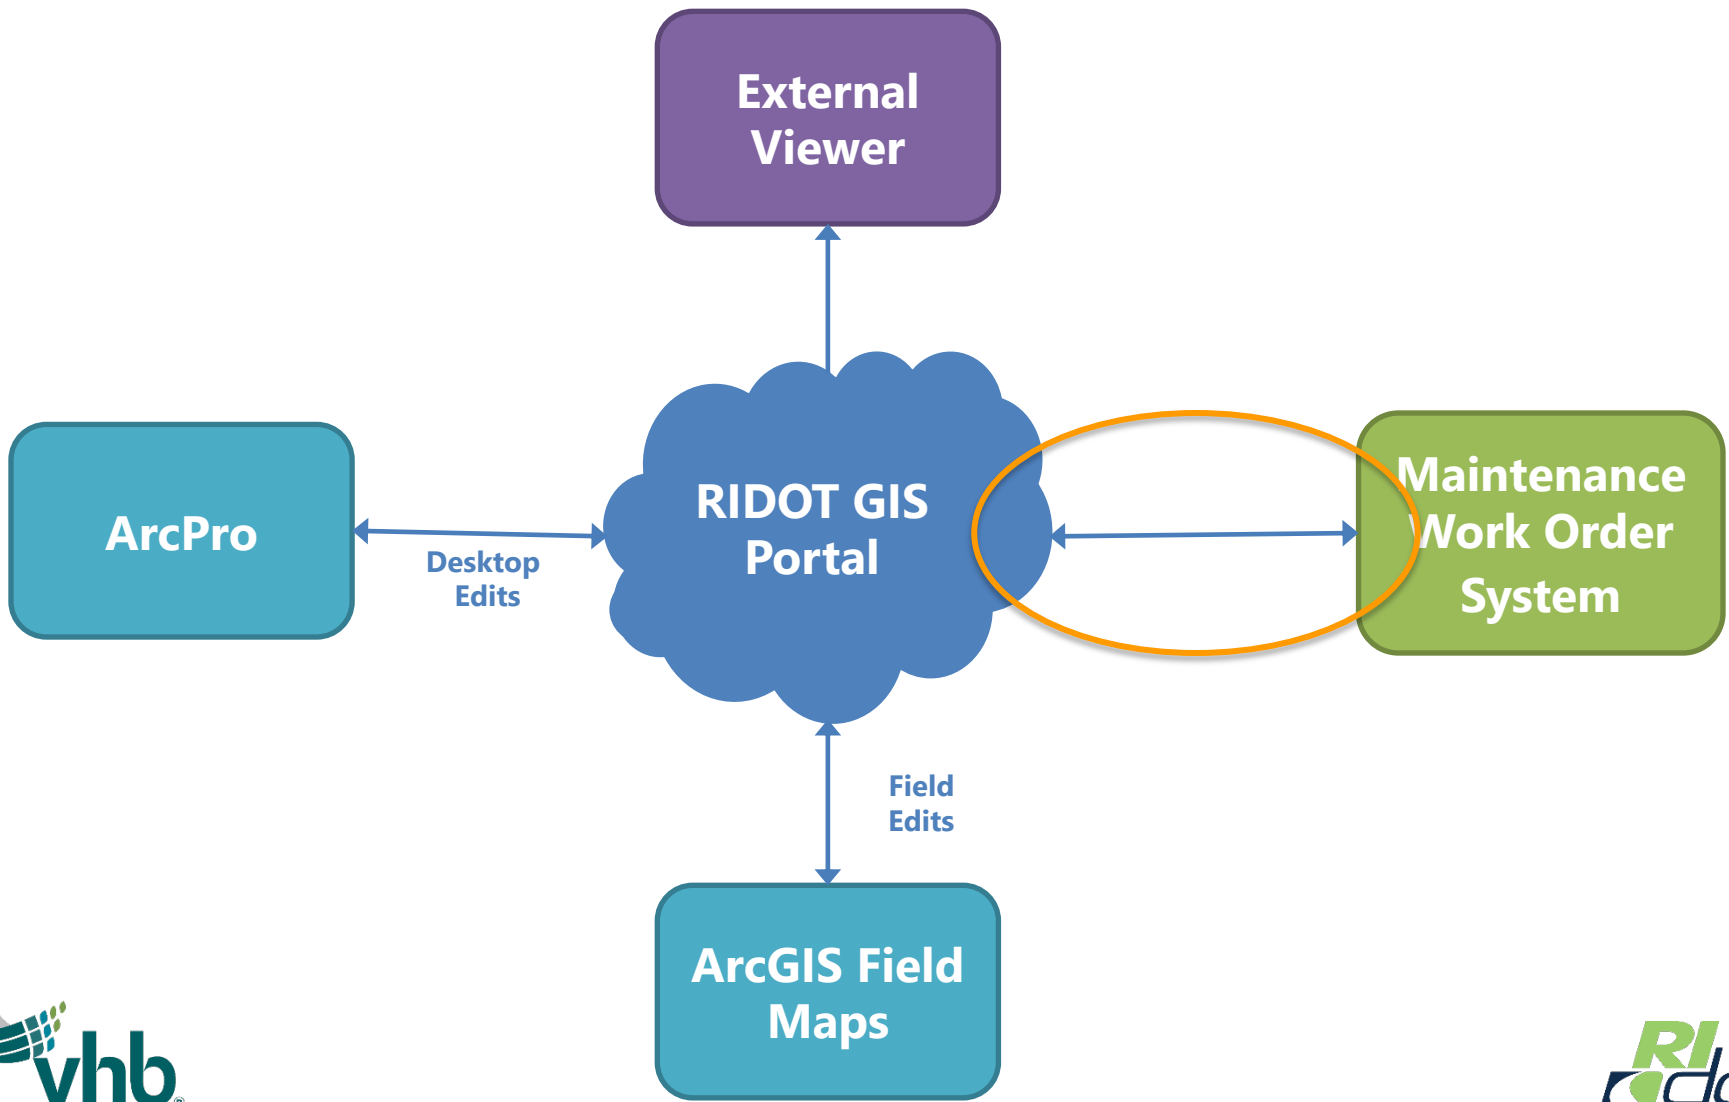 External
Viewer
RIDOT GIS
Portal
ArcPro
Desktop
Edits
Maintenance
Work Order
System
Field
Edits
ArcGIS Field
Maps
vhb®
RI